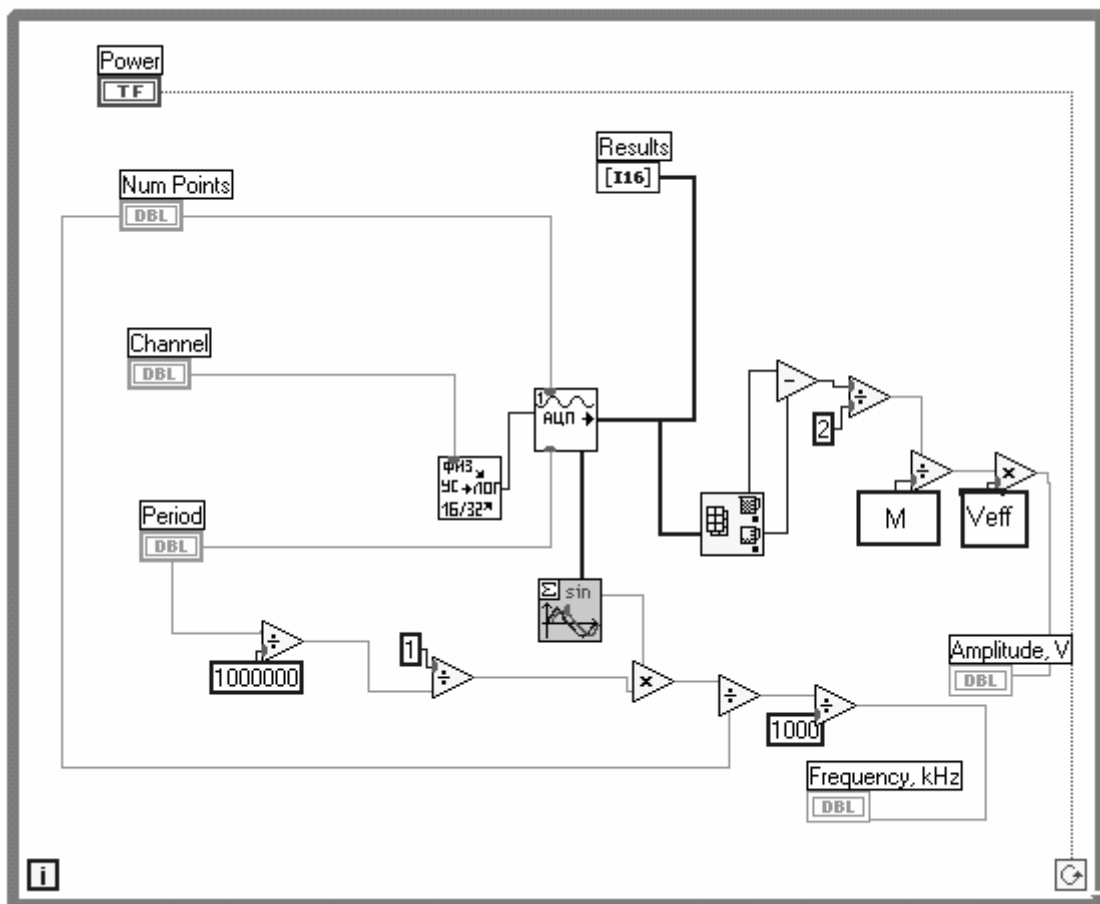 Power
TF
Results
[I16]
Num Points
DBL
Channel
DBL
1
АЦП
2
ФИЗ
УС ЛОГ
16/32
Period
DBL
M
Veff
Σ sin
1
1000000
Amplitude, V
DBL
1000
Frequency, kHz
DBL
i